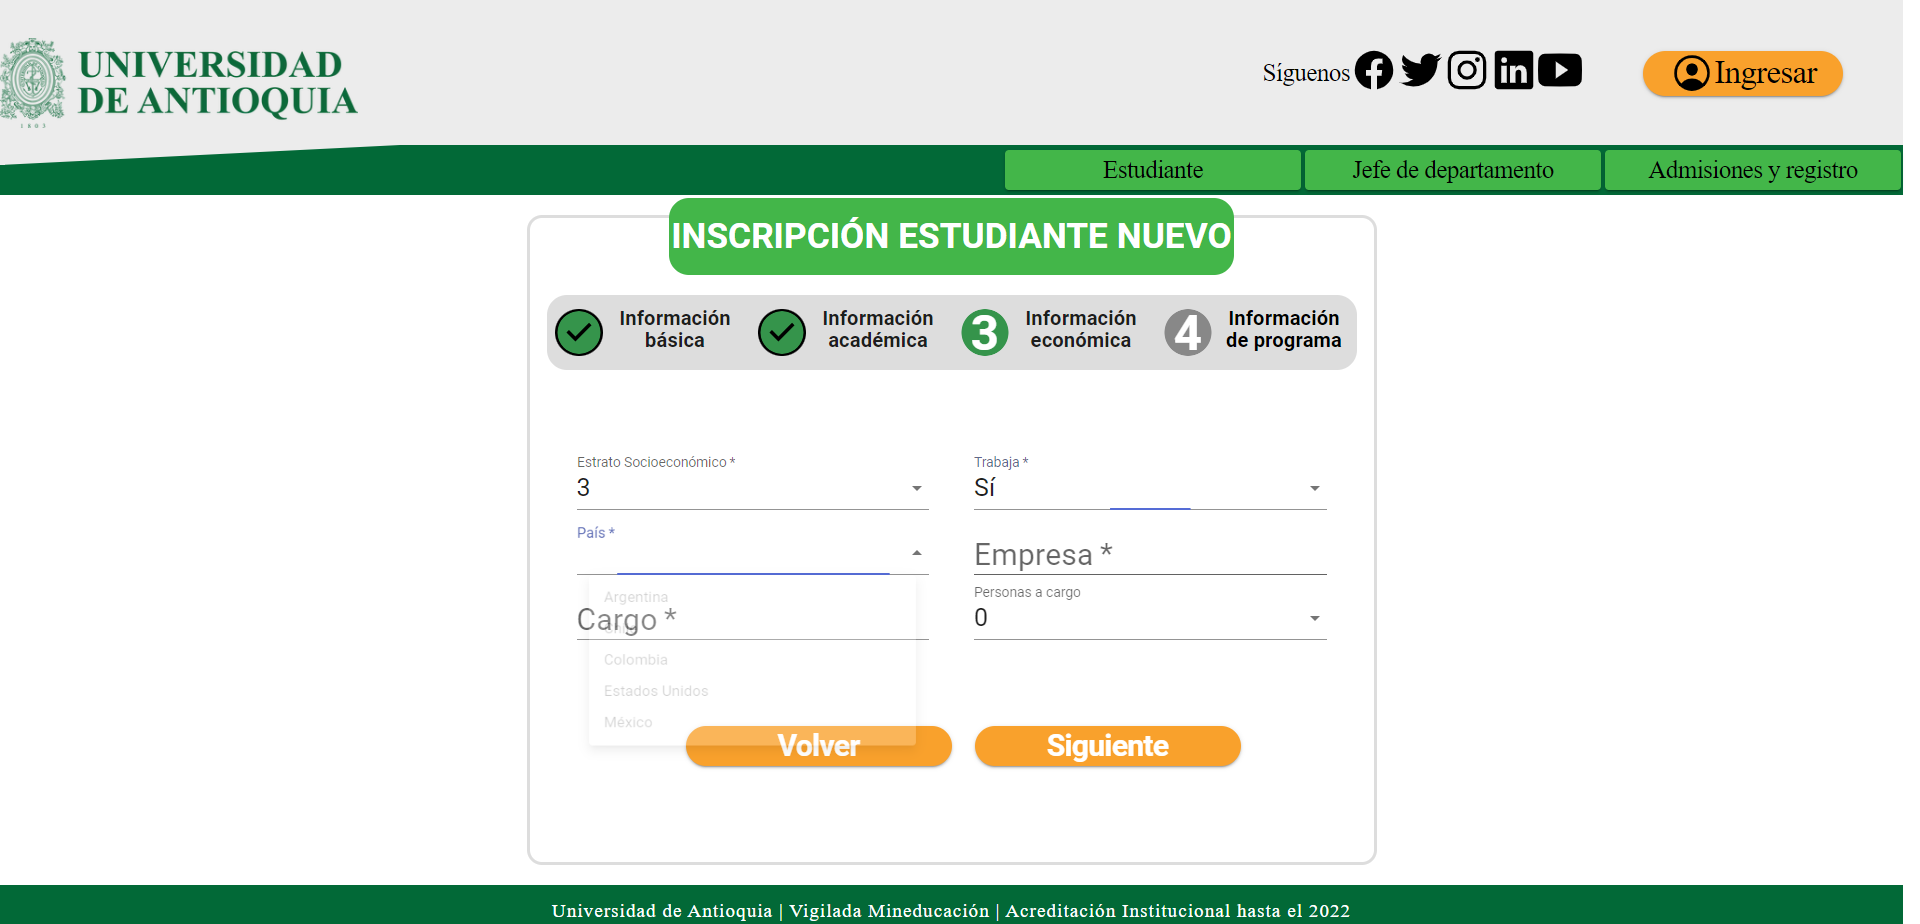 UNIVERSIDAD
DE ANTIOQUIA
1803
Síguenos
Ingresar
Estudiante
Jefe de departamento
Admisiones y registro
INSCRIPCIÓN ESTUDIANTE NUEVO
Información
básica
Información
académica
3
Información
económica
4
Información
de programa
Estrato Socioeconómico *
3
Trabaja *
Sí
País *
Empresa *
Argentina
Cargo *
Chile
Colombia
Estados Unidos
México
Personas a cargo
0
Volver
Siguiente
Universidad de Antioquia | Vigilada Mineducación | Acreditación Institucional hasta el 2022